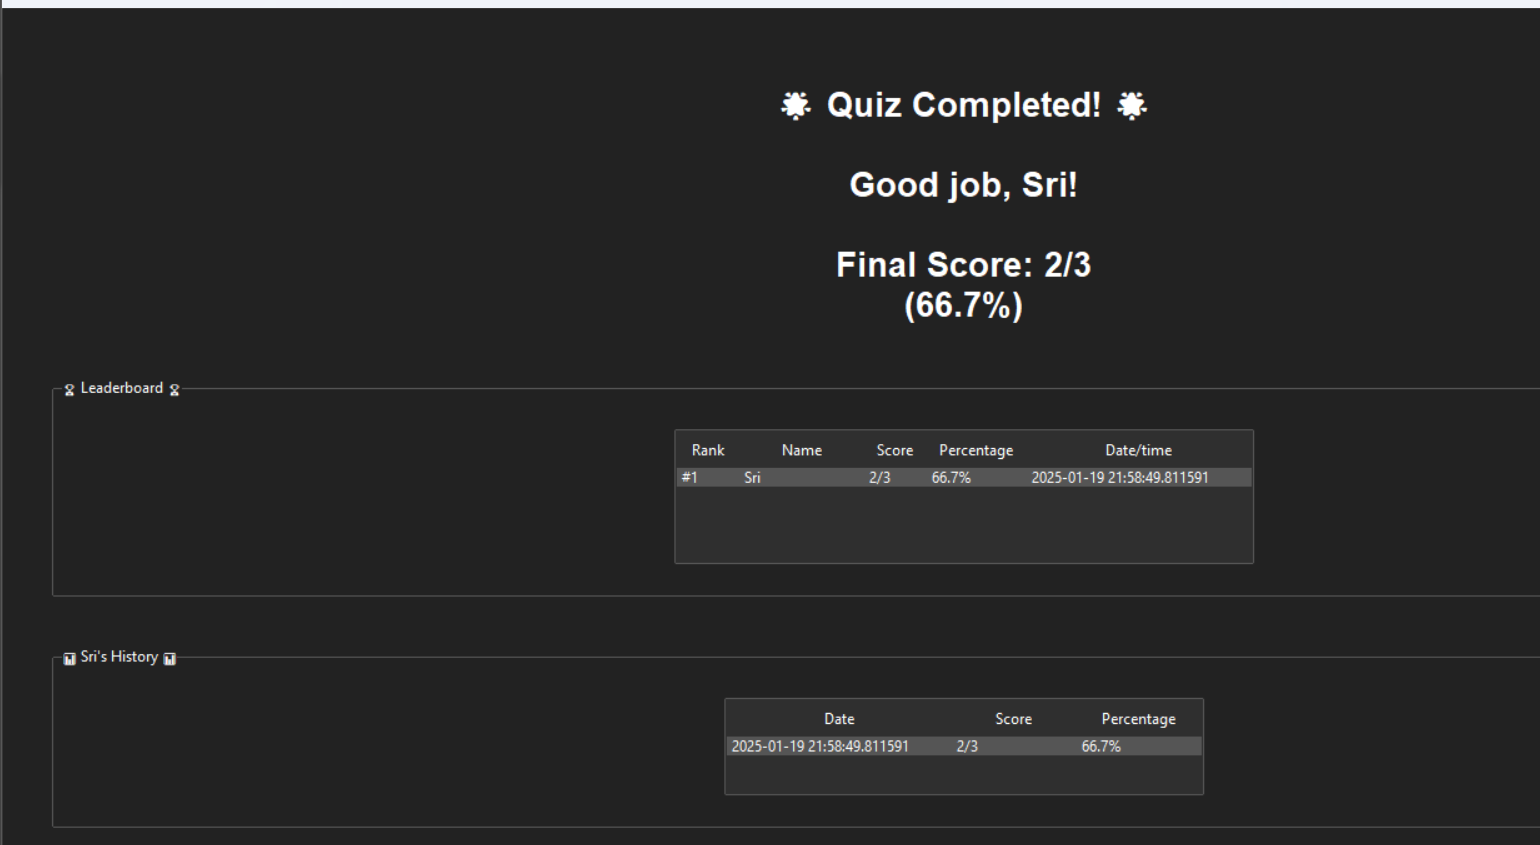 🌟 Quiz Completed! 🌟
Good job, Sri!
Final Score: 2/3
(66.7%)
🏆 Leaderboard 🏆
Rank Name Score Percentage Date/time
#1 Sri 2/3 66.7% 2025-01-19 21:58:49.811591
📊 Sri's History 📊
Date Score Percentage
2025-01-19 21:58:49.811591 2/3 66.7%